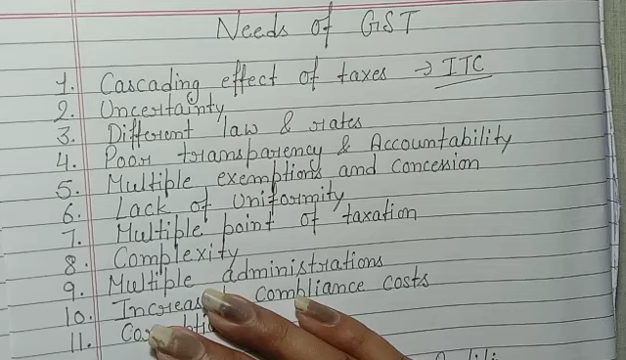 Needs of GST
1. Cascading effect of taxes → ITC
2. Uncertainty
3. Different law & rates
4. Poor transparency & Accountability
5. Multiple exemptions and concession
6. Lack of Uniformity
7. Multiple point of taxation
8. Complexity
9. Multiple administrations
10. compliance costs
11.